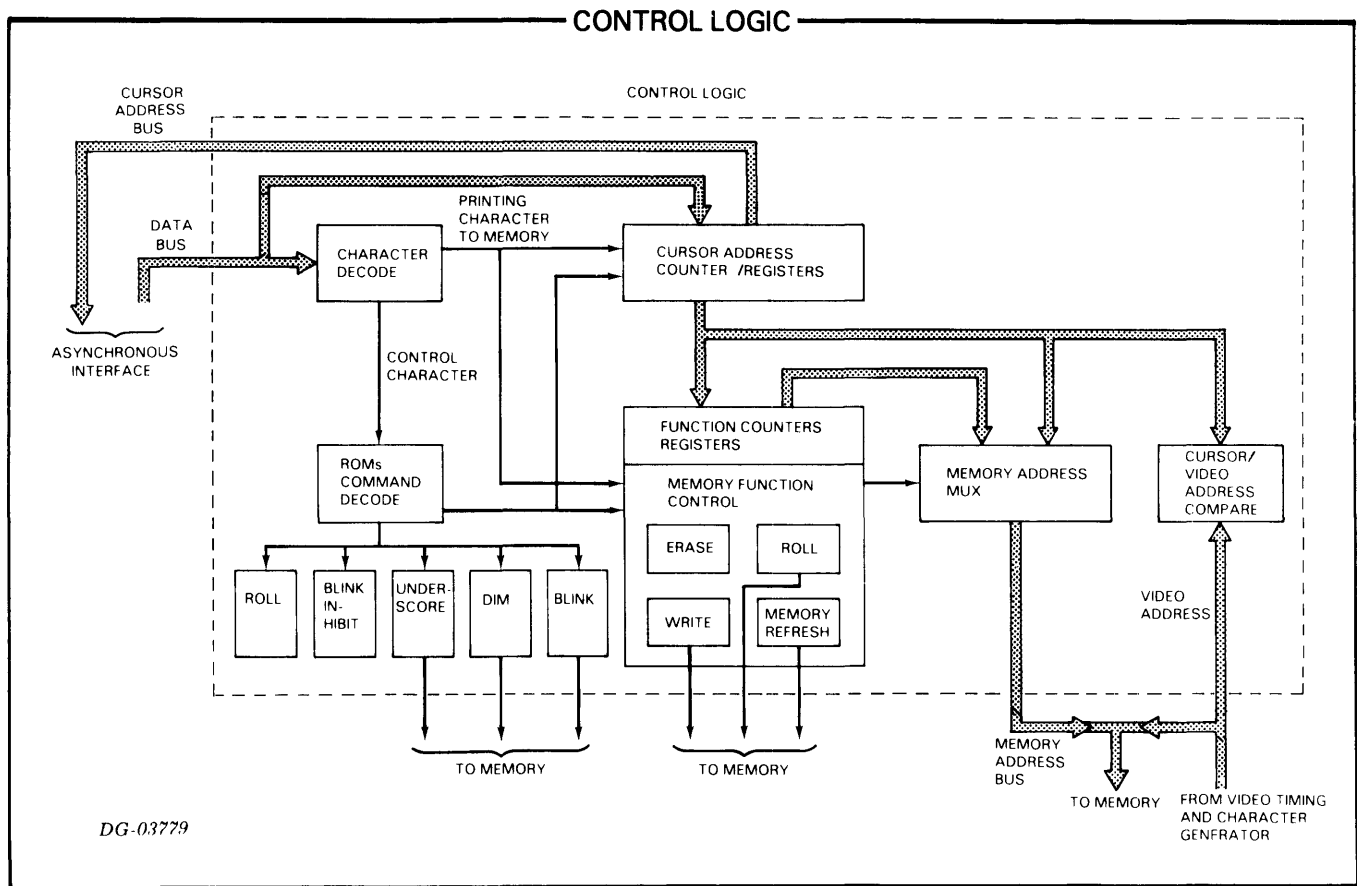 CONTROL LOGIC
CURSOR
ADDRESS
BUS
CONTROL LOGIC
DATA
BUS
PRINTING
CHARACTER
TO MEMORY
CHARACTER
DECODE
CURSOR ADDRESS
COUNTER /REGISTERS
ASYNCHRONOUS
INTERFACE
CONTROL
CHARACTER
FUNCTION COUNTERS
REGISTERS
ROMs
COMMAND
DECODE
MEMORY FUNCTION
CONTROL
MEMORY ADDRESS
MUX
CURSOR/
VIDEO
ADDRESS
COMPARE
ERASE
ROLL
ROLL
BLINK
IN-
HIBIT
UNDER-
SCORE
DIM
BLINK
WRITE
MEMORY
REFRESH
VIDEO
ADDRESS
TO MEMORY
TO MEMORY
MEMORY
ADDRESS
BUS
TO MEMORY
FROM VIDEO TIMING
AND CHARACTER
GENFRATOR
DG-03779